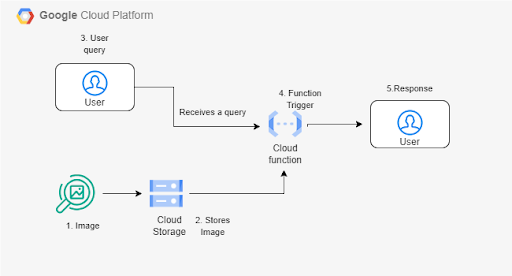 Google Cloud Platform
3. User
query
User
Receives a query
4. Function
Trigger
Cloud
function
5.Response
User
1. Image
Cloud
Storage
2. Stores
Image